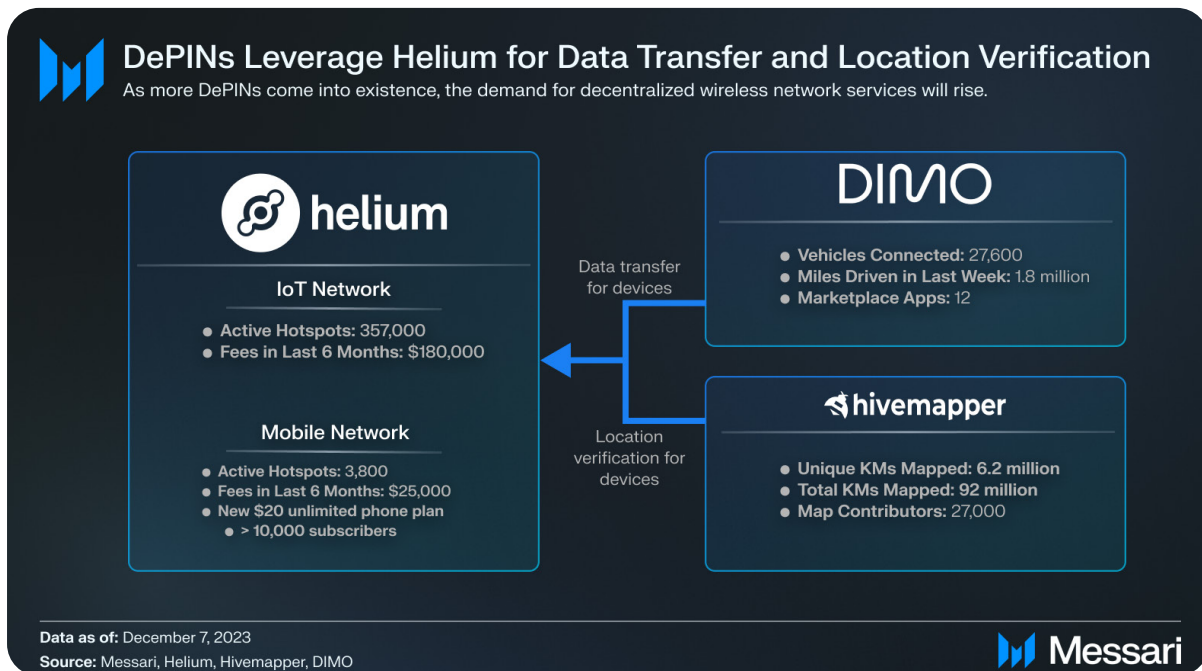 DePINs Leverage Helium for Data Transfer and Location Verification
As more DePINs come into existence, the demand for decentralized wireless network services will rise.
helium
IoT Network
● Active Hotspots: 357,000
● Fees in Last 6 Months: $180,000
Mobile Network
● Active Hotspots: 3,800
● Fees in Last 6 Months: $25,000
● New $20 unlimited phone plan
● > 10,000 subscribers
Data transfer
for devices
Location
verification for
devices
DIMO
● Vehicles Connected: 27,600
● Miles Driven in Last Week: 1.8 million
● Marketplace Apps: 12
hivemapper
● Unique KMs Mapped: 6.2 million
● Total KMs Mapped: 92 million
● Map Contributors: 27,000
Data as of: December 7, 2023
Source: Messari, Helium, Hivemapper, DIMO
Messari